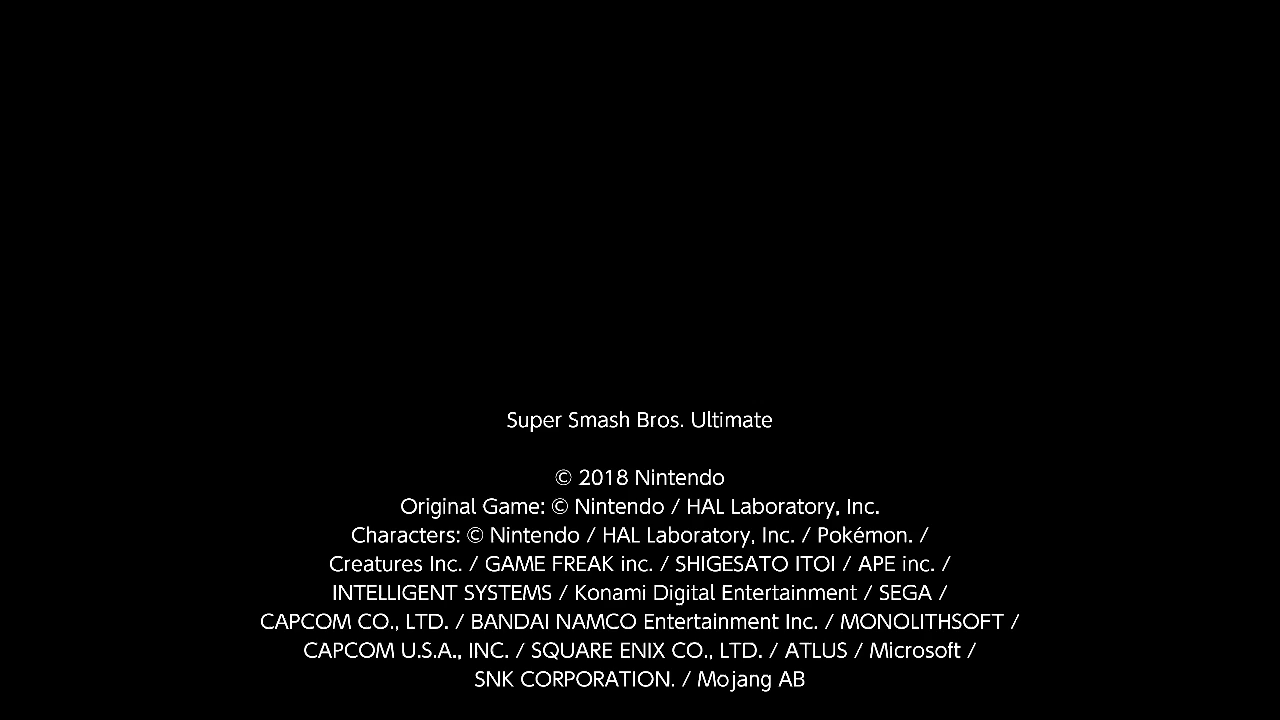 Super Smash Bros. Ultimate
© 2018 Nintendo
Original Game: © Nintendo / HAL Laboratory, Inc.
Characters: © Nintendo / HAL Laboratory, Inc. / Pokémon. /
Creatures Inc. / GAME FREAK inc. / SHIGESATO ITOI / APE inc. /
INTELLIGENT SYSTEMS / Konami Digital Entertainment / SEGA /
CAPCOM CO., LTD. / BANDAI NAMCO Entertainment Inc. / MONOLITHSOFT /
CAPCOM U.S.A., INC. / SQUARE ENIX CO., LTD. / ATLUS / Microsoft /
SNK CORPORATION. / Mojang AB